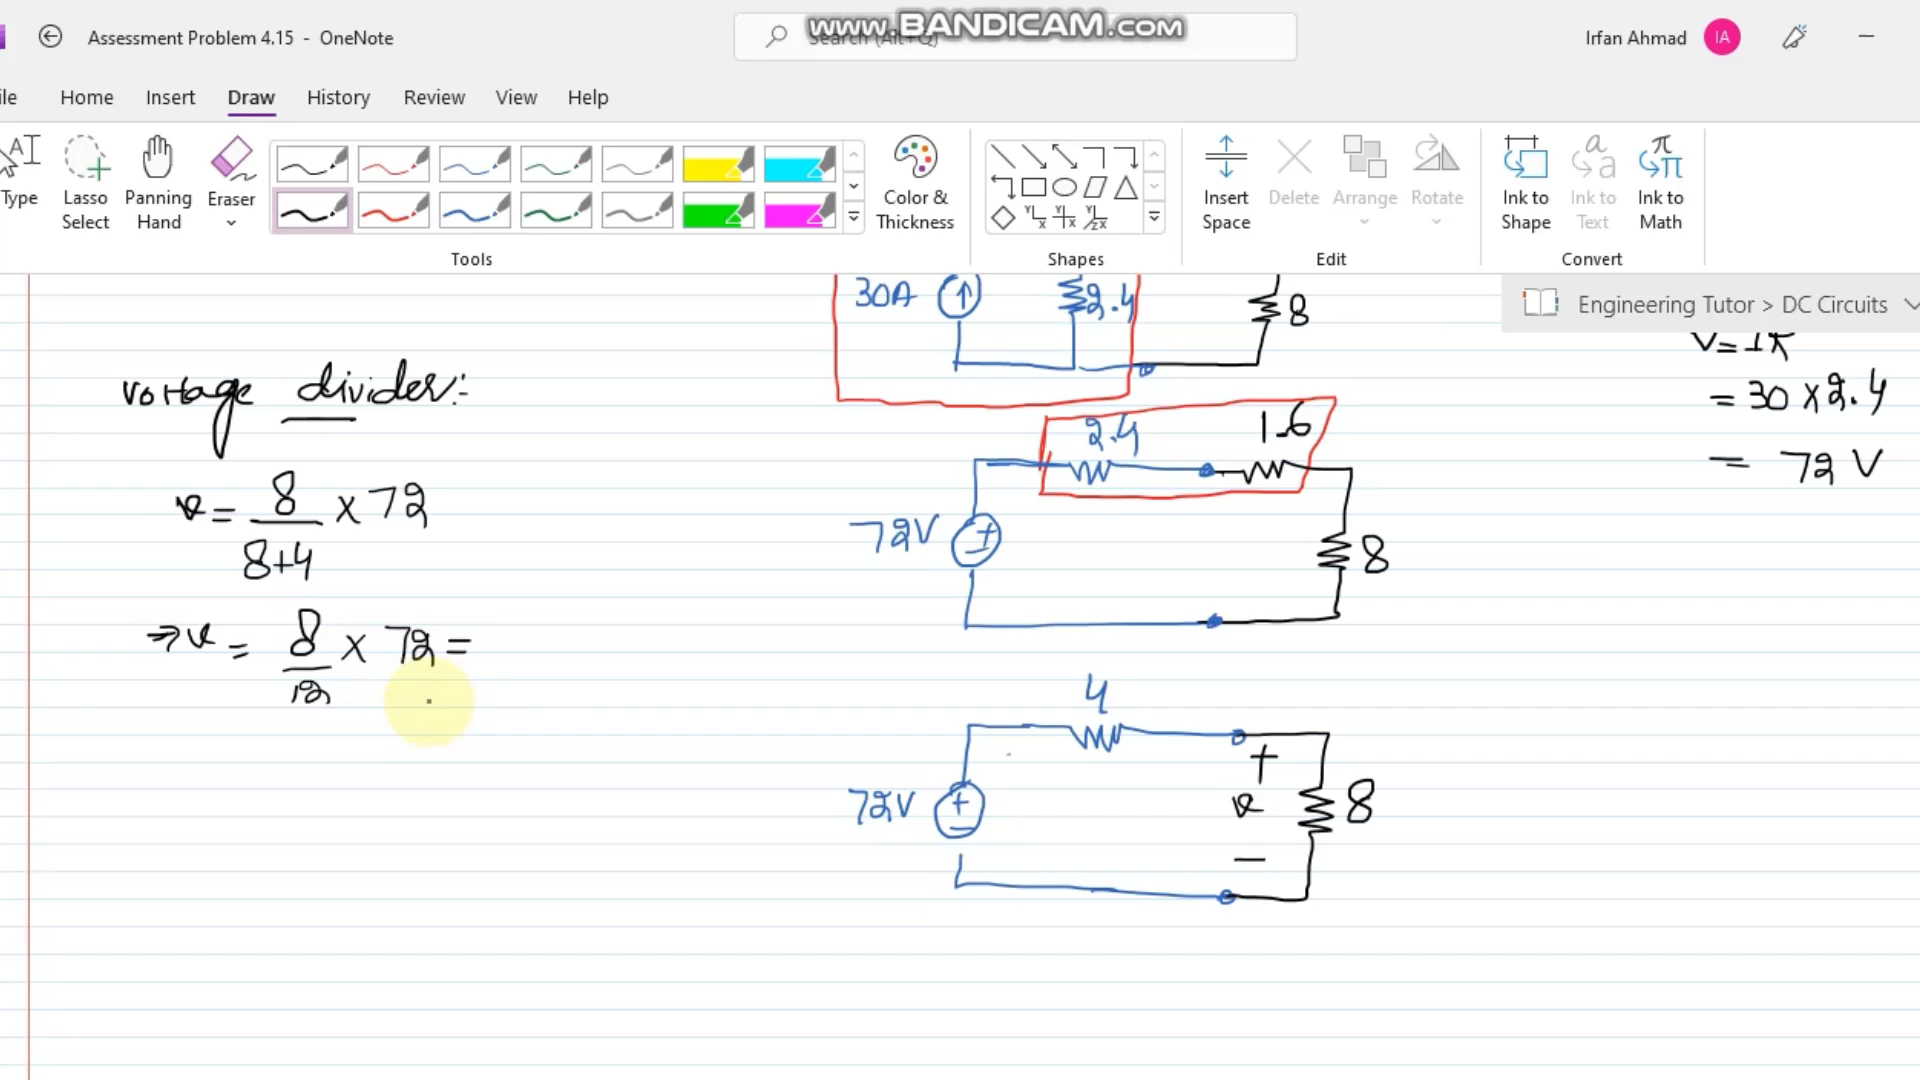 www.BANDICAM.com
Assessment Problem 4.15 - OneNote
Search (Alt+Q)
Irfan Ahmad
IA
ile
Home
Insert
Draw
History
Review
View
Help
Type
Lasso Select
Panning Hand
Eraser
Color & Thickness
Insert Space
Delete
Arrange
Rotate
Ink to Shape
Ink to Text
Ink to Math
Tools
Shapes
Edit
Convert
Engineering Tutor > DC Circuits
30A
2.4
8
V=IR
= 30 × 2.4
= 72 V
Voltage divider:-
v = 8/(8+4) × 72
⇒ v = 8/12 × 72 =
2.4
1.6
72V
+
-
8
4
72V
+
-
+
v
-
8